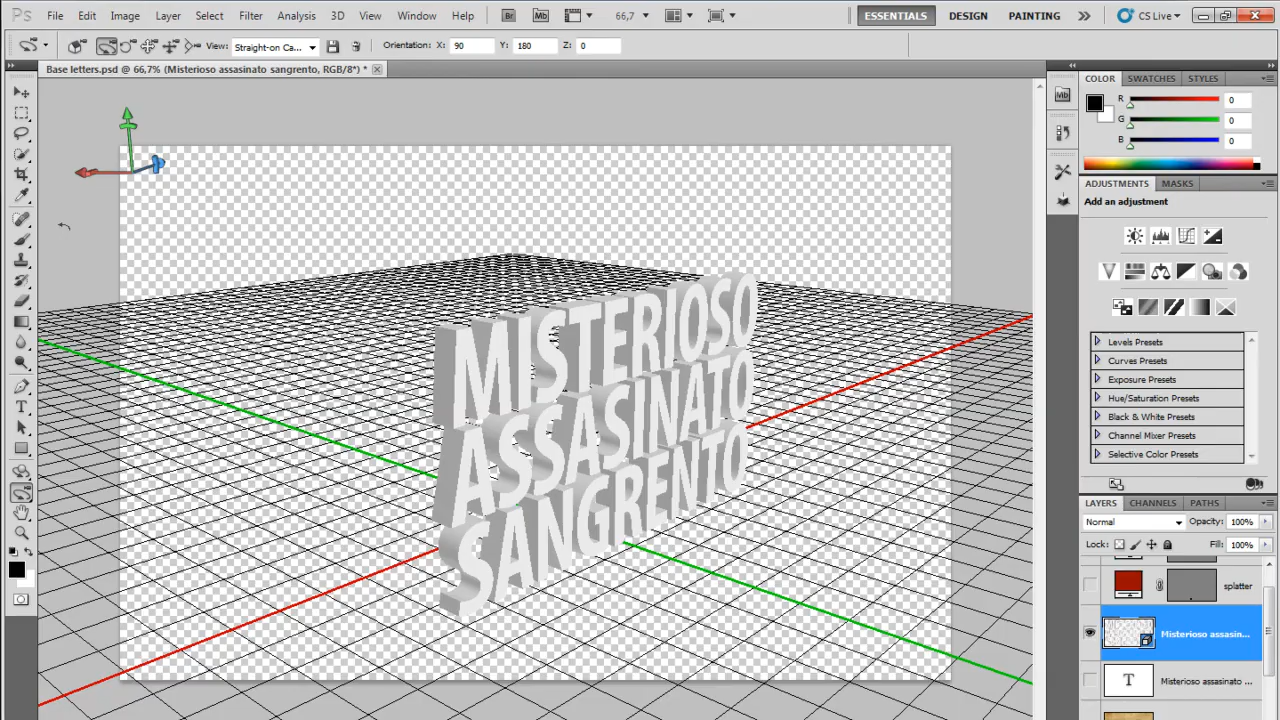 Ps File Edit Image Layer Select Filter Analysis 3D View Window Help Br Mb 66,7 ESSENTIALS DESIGN PAINTING CS Live
View: Straight-on Ca... Orientation: X: 90 Y: 180 Z: 0
Base letters.psd @ 66,7% (Misterioso assasinato sangrento, RGB/8*) *
MISTERIOSO
ASSASINATO
SANGRENTO
Mb
COLOR SWATCHES STYLES
R 0
G 0
B 0
ADJUSTMENTS MASKS
Add an adjustment
Levels Presets
Curves Presets
Exposure Presets
Hue/Saturation Presets
Black & White Presets
Channel Mixer Presets
Selective Color Presets
LAYERS CHANNELS PATHS
Normal Opacity: 100%
Lock: Fill: 100%
splatter
Misterioso assasin...
T Misterioso assasinato ...